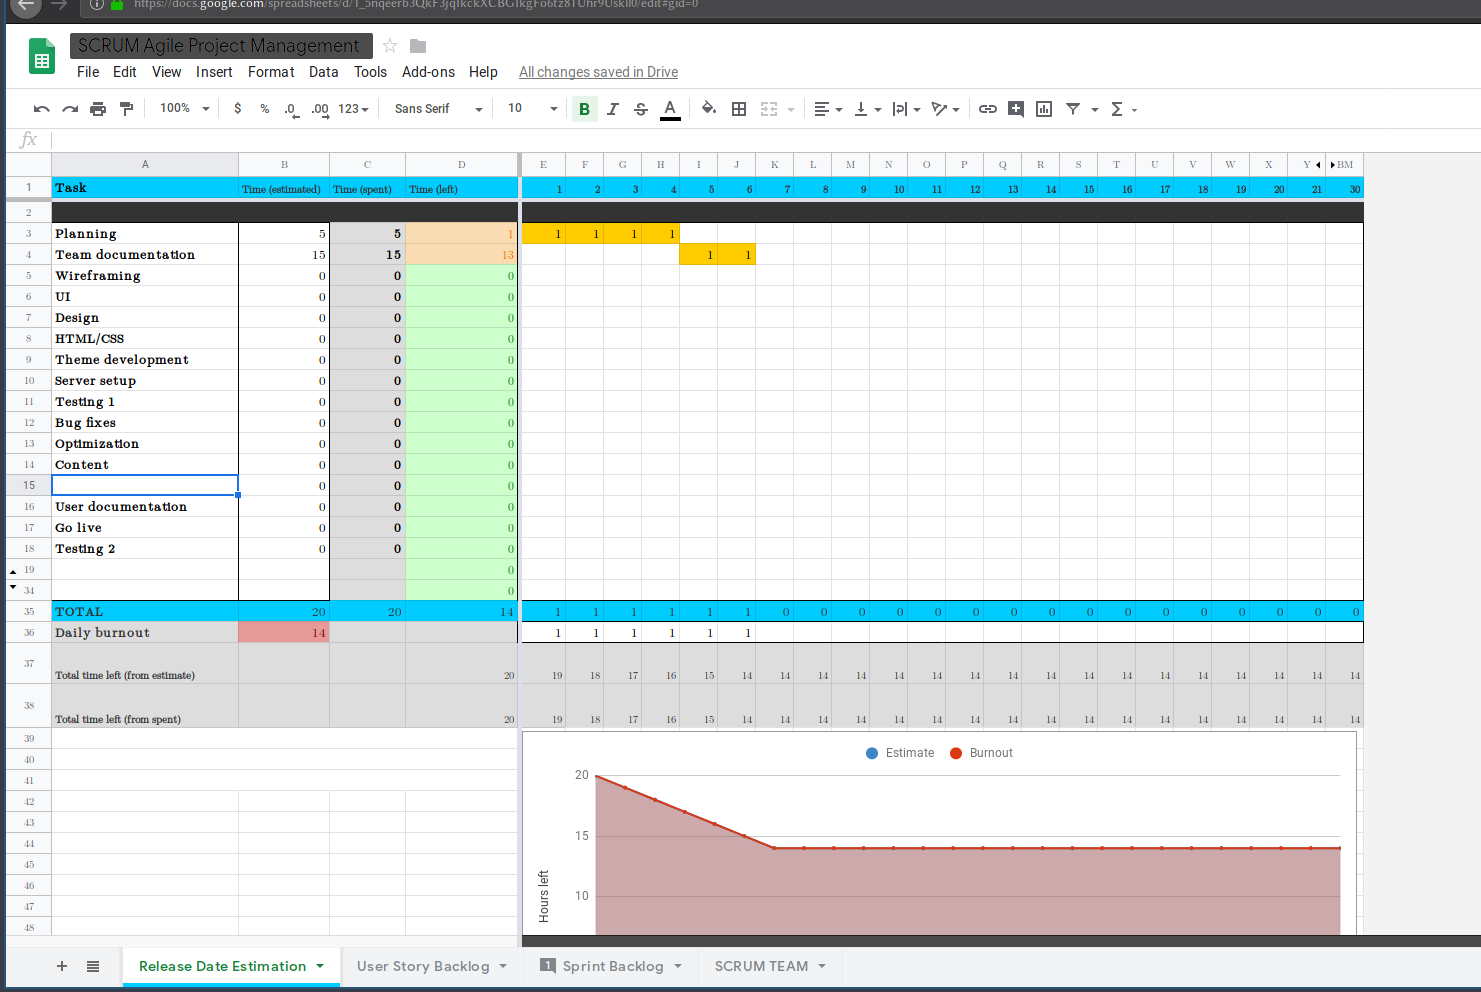 https://docs.google.com/spreadsheets/d/
SCRUM Agile Project Management
File Edit View Insert Format Data Tools Add-ons Help All changes saved in Drive
100% $ % .0 .00 123 Sans Serif 10 B I S A
fx
A B C D E F G H I J K L M N O P Q R S T U V W X Y BM
1 Task Time (estimated) Time (spent) Time (left) 1 2 3 4 5 6 7 8 9 10 11 12 13 14 15 16 17 18 19 20 21 30
2
3 Planning 5 5 1 1 1 1 1
4 Team documentation 15 15 13 1 1
5 Wireframing 0 0 0
6 UI 0 0 0
7 Design 0 0 0
8 HTML/CSS 0 0 0
9 Theme development 0 0 0
10 Server setup 0 0 0
11 Testing 1 0 0 0
12 Bug fixes 0 0 0
13 Optimization 0 0 0
14 Content 0 0 0
15 0 0 0
16 User documentation 0 0 0
17 Go live 0 0 0
18 Testing 2 0 0 0
19 0
34 0
35 TOTAL 20 20 14 1 1 1 1 1 1 0 0 0 0 0 0 0 0 0 0 0 0 0 0 0 0
36 Daily burnout 14 1 1 1 1 1 1
37 Total time left (from estimate) 20 19 18 17 16 15 14 14 14 14 14 14 14 14 14 14 14 14 14 14 14 14 14
38 Total time left (from spent) 20 19 18 17 16 15 14 14 14 14 14 14 14 14 14 14 14 14 14 14 14 14 14
39
40
41
42
43
44
45
46
47
48
Estimate Burnout
20
15
10
Hours left
Release Date Estimation User Story Backlog 1 Sprint Backlog SCRUM TEAM